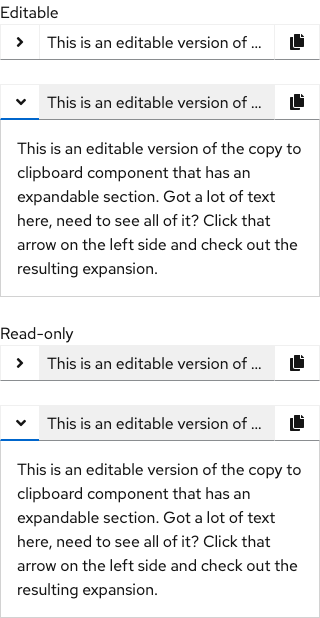 Editable
This is an editable version of ...
This is an editable version of ...
This is an editable version of the copy to
clipboard component that has an
expandable section. Got a lot of text
here, need to see all of it? Click that
arrow on the left side and check out the
resulting expansion.
Read-only
This is an editable version of ...
This is an editable version of ...
This is an editable version of the copy to
clipboard component that has an
expandable section. Got a lot of text
here, need to see all of it? Click that
arrow on the left side and check out the
resulting expansion.